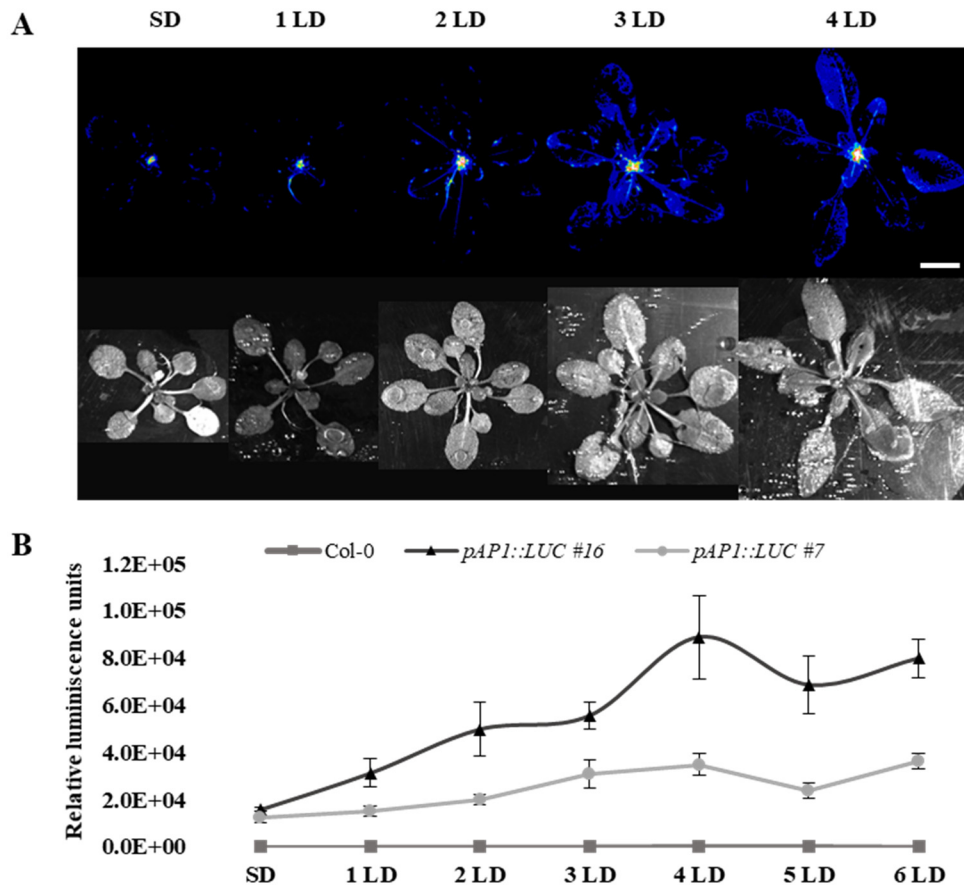 A
SD 1 LD 2 LD 3 LD 4 LD
B
Col-0 pAP1::LUC #16 pAP1::LUC #7
Relative luminiscence units
1.2E+05
1.0E+05
8.0E+04
6.0E+04
4.0E+04
2.0E+04
0.0E+00
SD 1 LD 2 LD 3 LD 4 LD 5 LD 6 LD